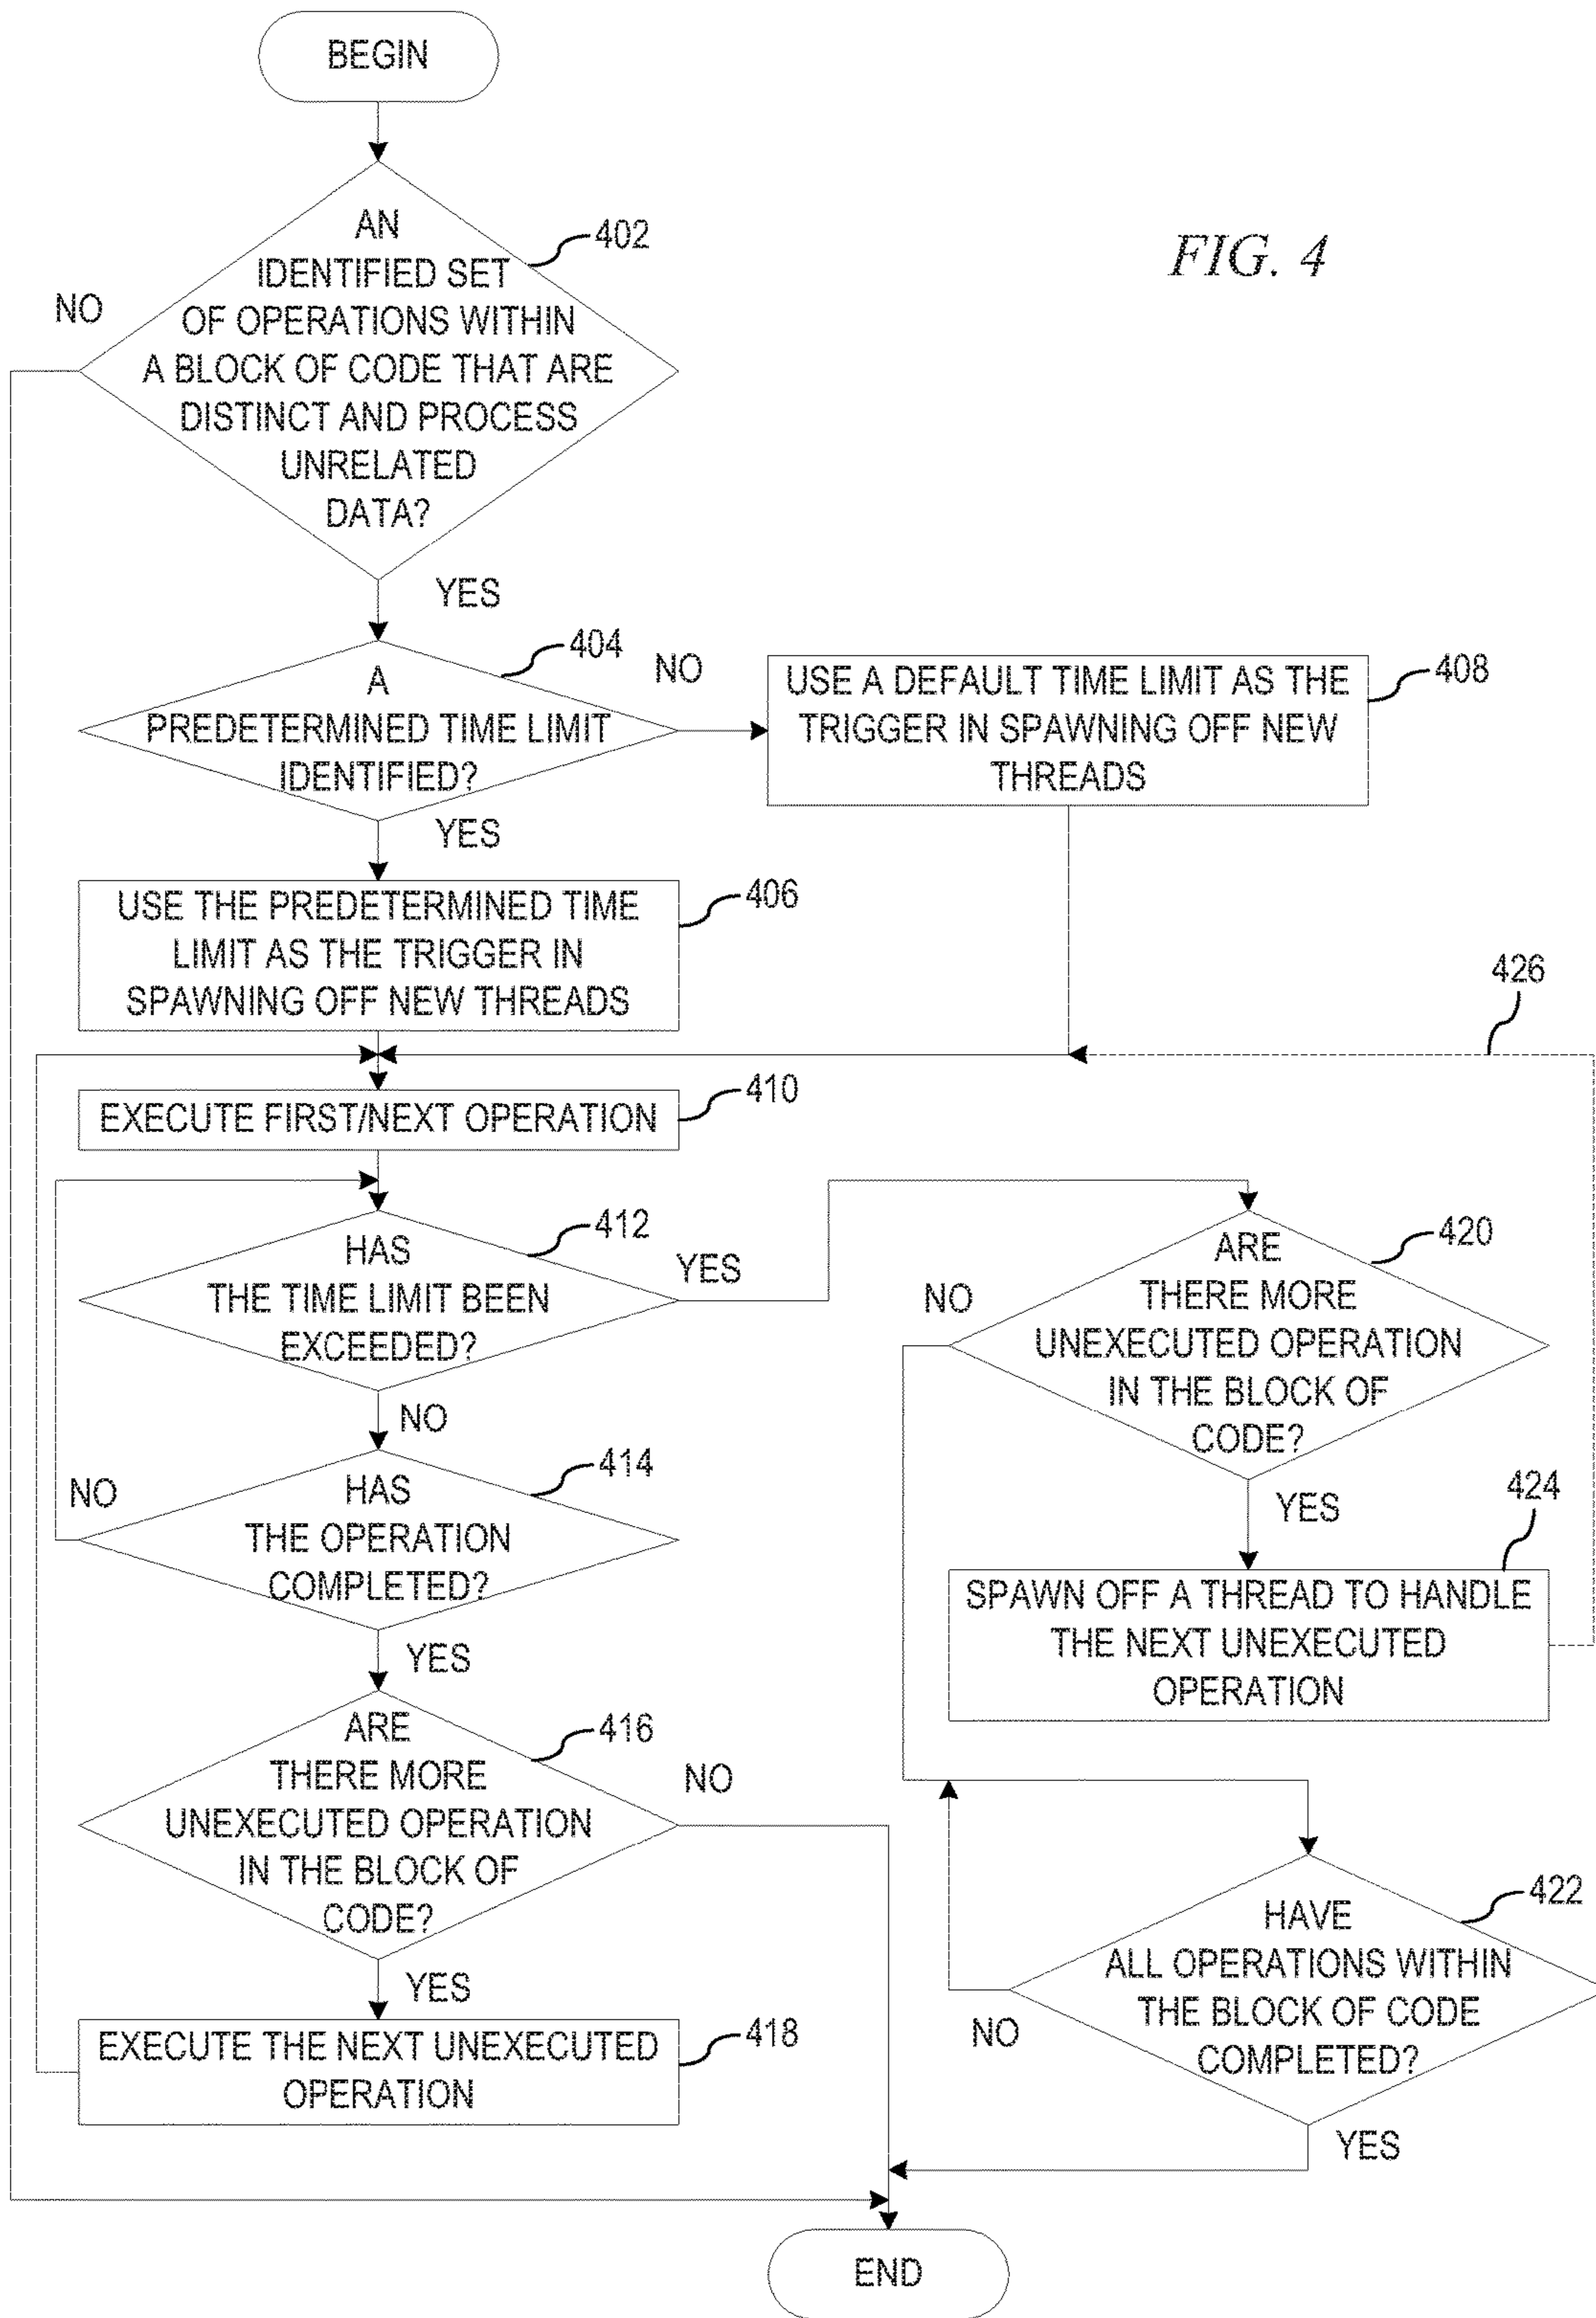 BEGIN
FIG. 4
AN
IDENTIFIED SET
OF OPERATIONS WITHIN
A BLOCK OF CODE THAT ARE
DISTINCT AND PROCESS
UNRELATED
DATA?
402
NO
YES
A
PREDETERMINED TIME LIMIT
IDENTIFIED?
404
NO
YES
USE A DEFAULT TIME LIMIT AS THE
TRIGGER IN SPAWNING OFF NEW
THREADS
408
USE THE PREDETERMINED TIME
LIMIT AS THE TRIGGER IN
SPAWNING OFF NEW THREADS
406
426
EXECUTE FIRST/NEXT OPERATION
410
HAS
THE TIME LIMIT BEEN
EXCEEDED?
412
YES
NO
ARE
THERE MORE
UNEXECUTED OPERATION
IN THE BLOCK OF
CODE?
420
NO
YES
HAS
THE OPERATION
COMPLETED?
414
NO
YES
SPAWN OFF A THREAD TO HANDLE
THE NEXT UNEXECUTED
OPERATION
424
ARE
THERE MORE
UNEXECUTED OPERATION
IN THE BLOCK OF
CODE?
416
NO
YES
EXECUTE THE NEXT UNEXECUTED
OPERATION
418
HAVE
ALL OPERATIONS WITHIN
THE BLOCK OF CODE
COMPLETED?
422
NO
YES
END